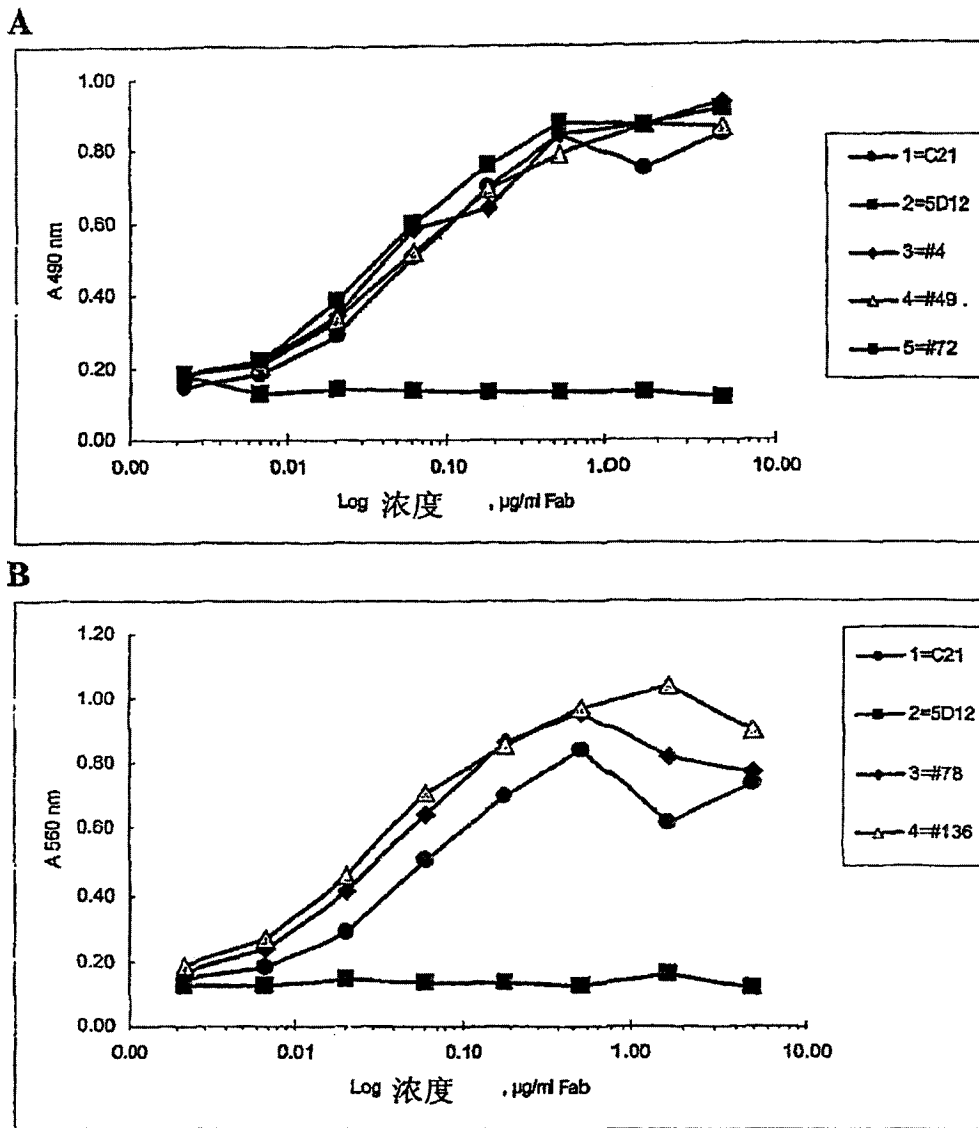 A
1.00
0.80
0.60
0.40
0.20
0.00
A 490 nm
0.00 0.01 0.10 1.00 10.00
Log 浓度 , µg/ml Fab
1=C21
2=5D12
3=#4
4=#49 .
5=#72
B
1.20
1.00
0.80
0.60
0.40
0.20
0.00
A 560 nm
0.00 0.01 0.10 1.00 10.00
Log 浓度 , µg/ml Fab
1=C21
2=5D12
3=#78
4=#136